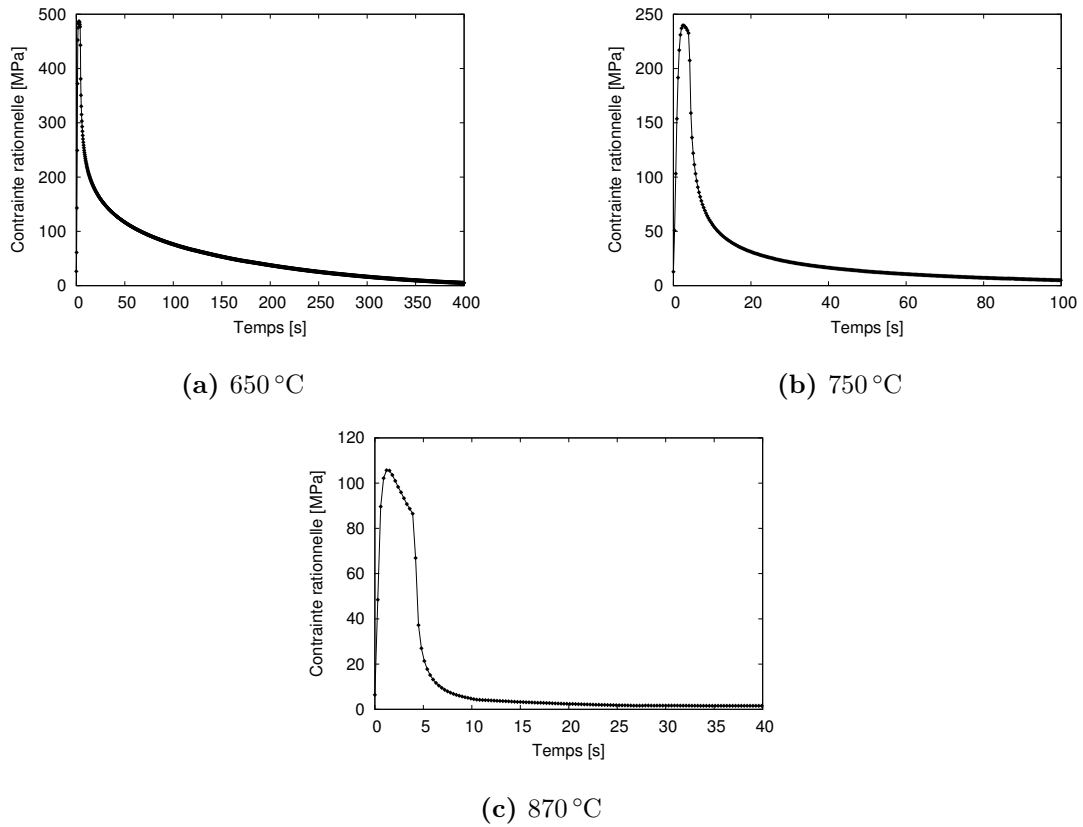 500
400
300
200
100
0
Contrainte rationnelle [MPa]
0 50 100 150 200 250 300 350 400
Temps [s]
(a) 650 °C
250
200
150
100
50
0
Contrainte rationnelle [MPa]
0 20 40 60 80 100
Temps [s]
(b) 750 °C
120
100
80
60
40
20
0
Contrainte rationnelle [MPa]
0 5 10 15 20 25 30 35 40
Temps [s]
(c) 870 °C